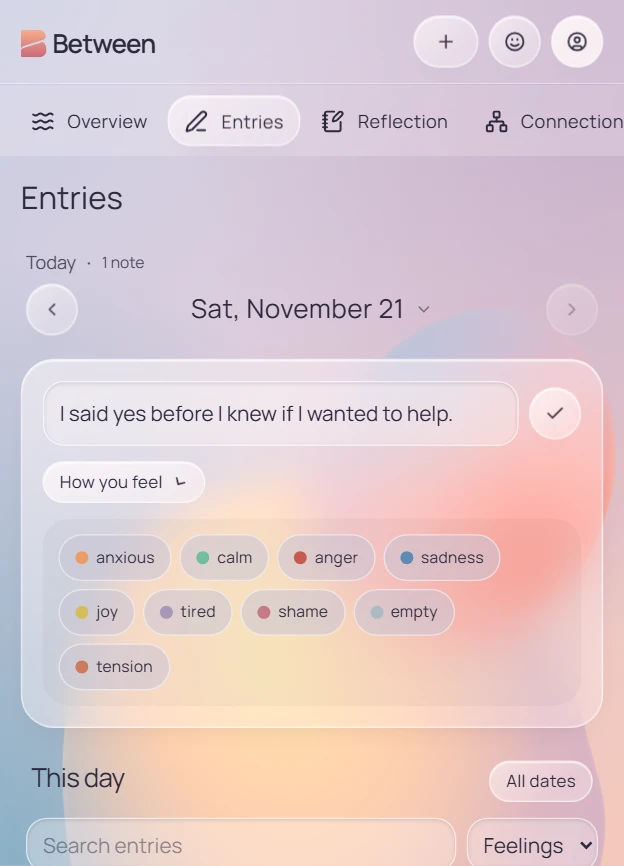 Between
Overview
Entries
Reflection
Connection
Entries
Today · 1 note
Sat, November 21
I said yes before I knew if I wanted to help.
How you feel
anxious
calm
anger
sadness
joy
tired
shame
empty
tension
This day
All dates
Search entries
Feelings